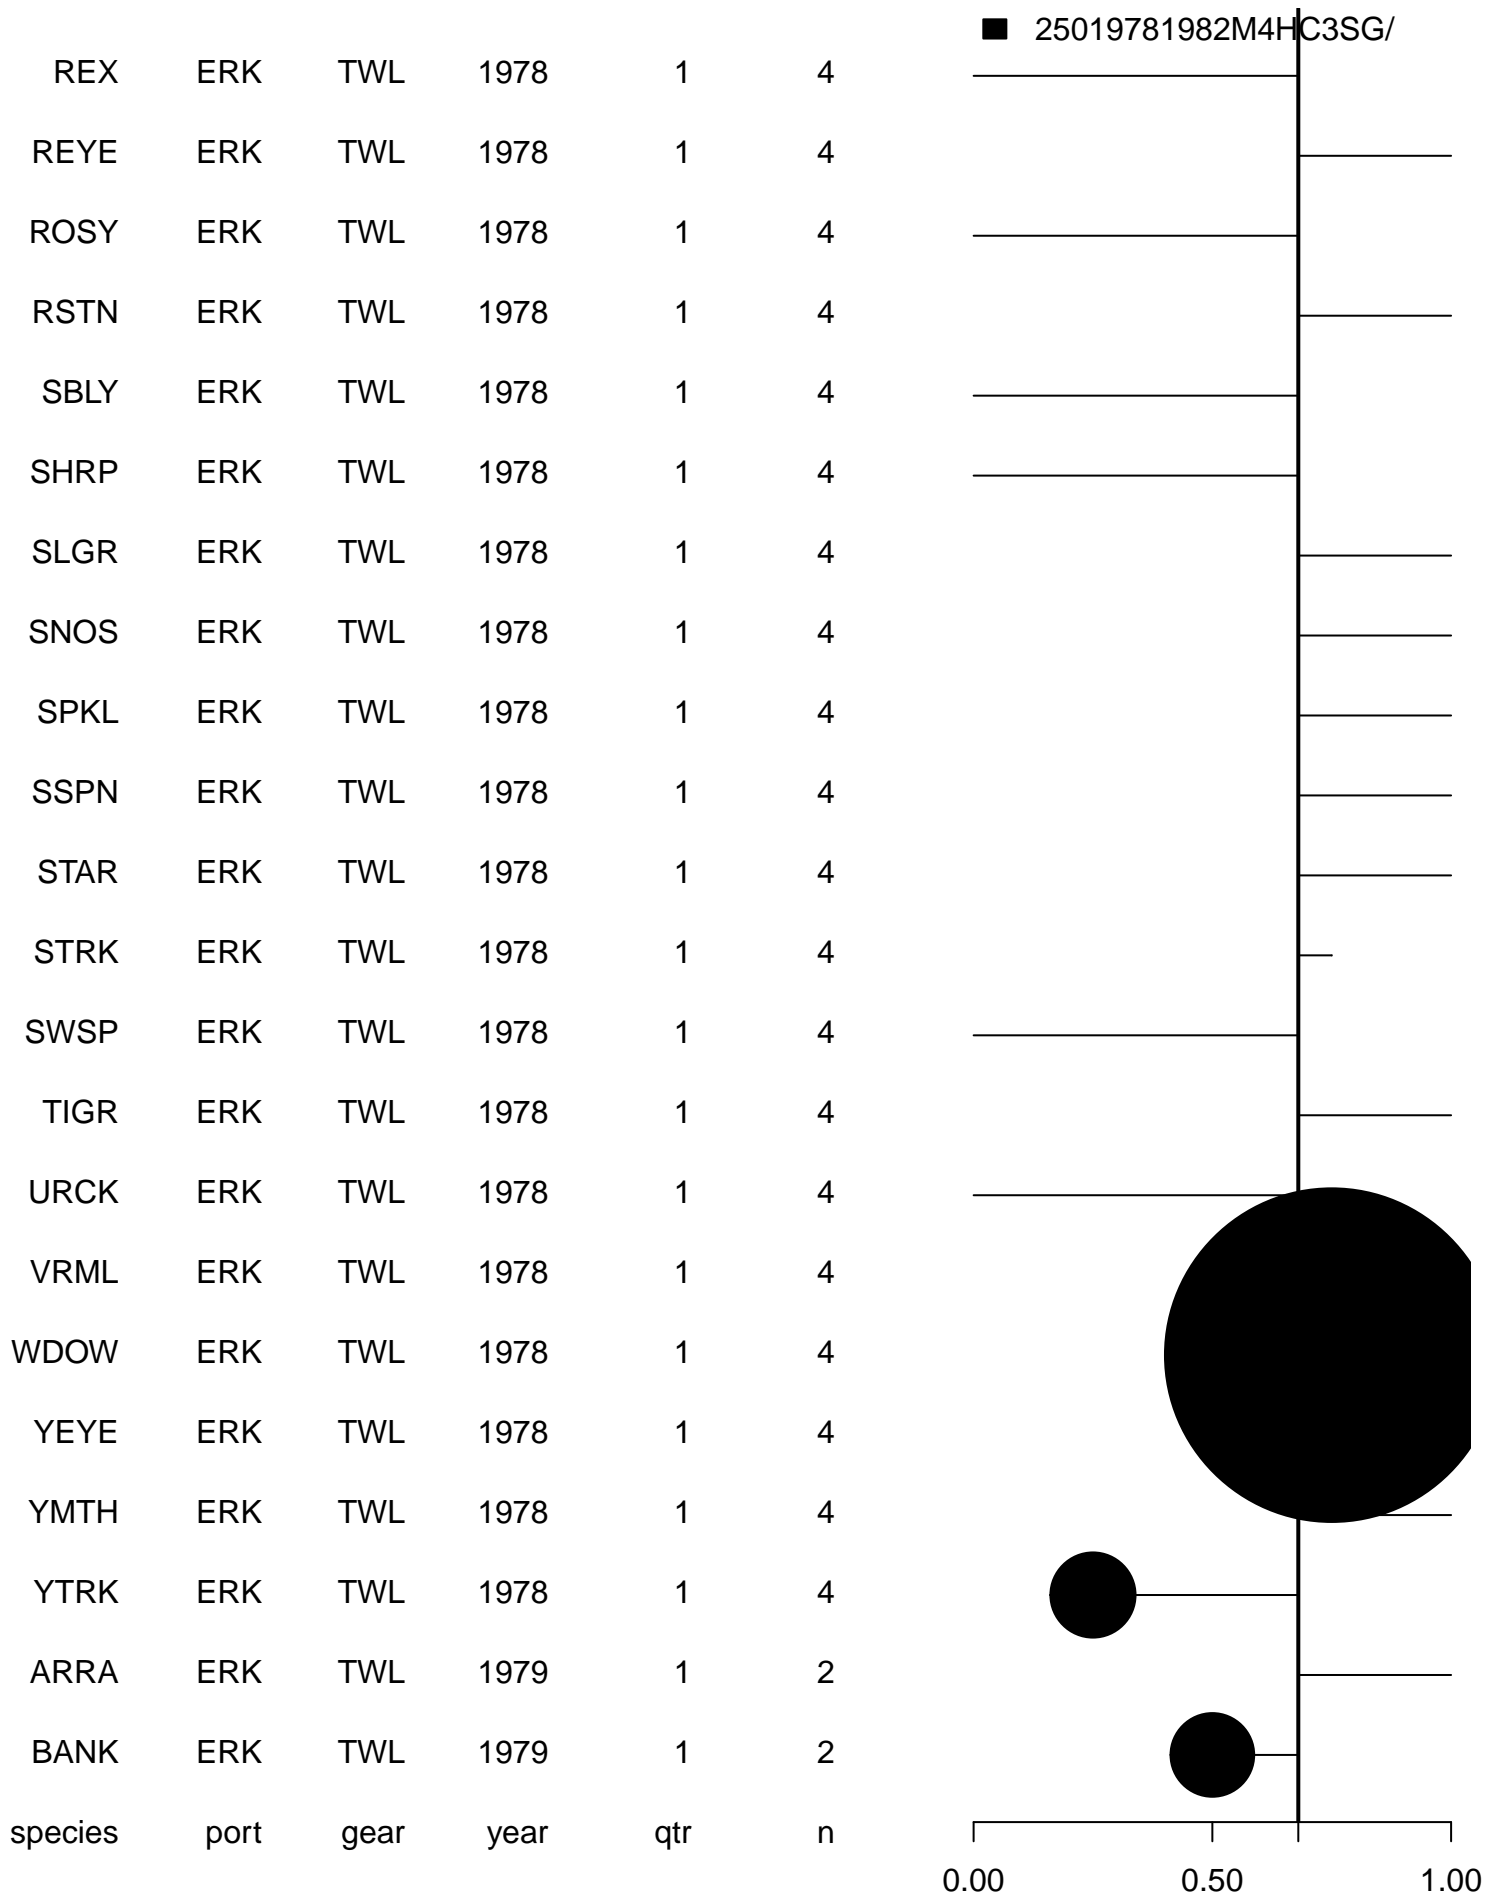 25019781982M4HC3SG/
REX ERK TWL 1978 1 4
REYE ERK TWL 1978 1 4
ROSY ERK TWL 1978 1 4
RSTN ERK TWL 1978 1 4
SBLY ERK TWL 1978 1 4
SHRP ERK TWL 1978 1 4
SLGR ERK TWL 1978 1 4
SNOS ERK TWL 1978 1 4
SPKL ERK TWL 1978 1 4
SSPN ERK TWL 1978 1 4
STAR ERK TWL 1978 1 4
STRK ERK TWL 1978 1 4
SWSP ERK TWL 1978 1 4
TIGR ERK TWL 1978 1 4
URCK ERK TWL 1978 1 4
VRML ERK TWL 1978 1 4
WDOW ERK TWL 1978 1 4
YEYE ERK TWL 1978 1 4
YMTH ERK TWL 1978 1 4
YTRK ERK TWL 1978 1 4
ARRA ERK TWL 1979 1 2
BANK ERK TWL 1979 1 2
species port gear year qtr n
0.00 0.50 1.00